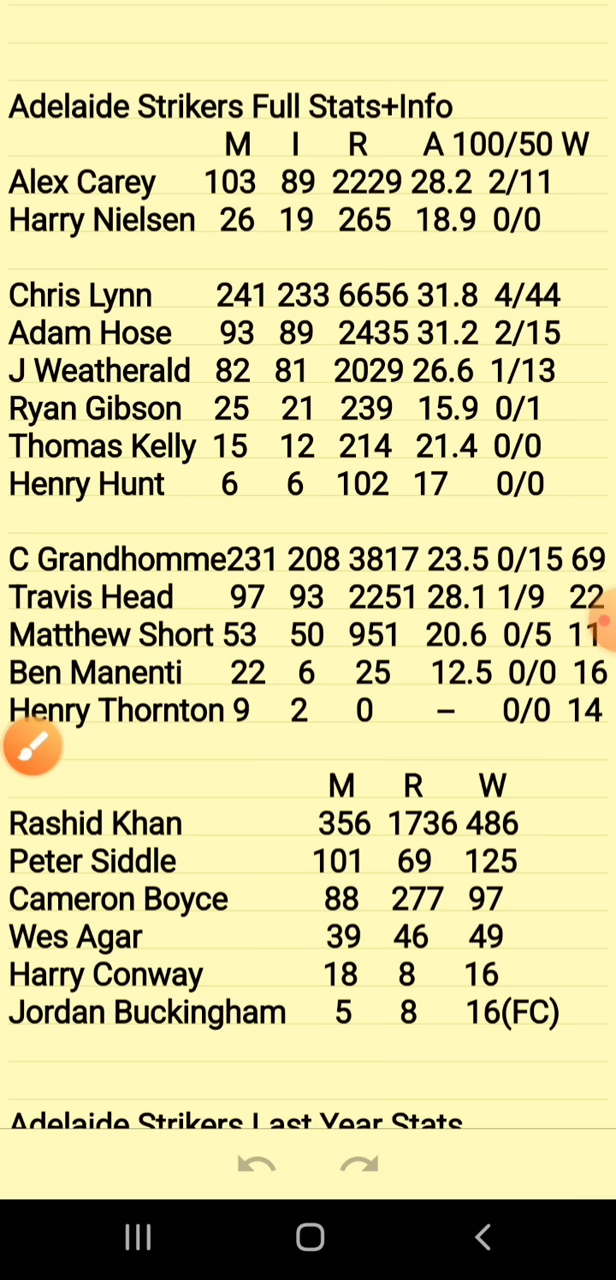 Adelaide Strikers Full Stats+Info
M I R A 100/50 W
Alex Carey 103 89 2229 28.2 2/11
Harry Nielsen 26 19 265 18.9 0/0
Chris Lynn 241 233 6656 31.8 4/44
Adam Hose 93 89 2435 31.2 2/15
J Weatherald 82 81 2029 26.6 1/13
Ryan Gibson 25 21 239 15.9 0/1
Thomas Kelly 15 12 214 21.4 0/0
Henry Hunt 6 6 102 17 0/0
C Grandhomme231 208 3817 23.5 0/15 69
Travis Head 97 93 2251 28.1 1/9 22
Matthew Short 53 50 951 20.6 0/5 11
Ben Manenti 22 6 25 12.5 0/0 16
Henry Thornton 9 2 0 – 0/0 14
M R W
Rashid Khan 356 1736 486
Peter Siddle 101 69 125
Cameron Boyce 88 277 97
Wes Agar 39 46 49
Harry Conway 18 8 16
Jordan Buckingham 5 8 16(FC)
Adelaide Strikers Last Year Stats